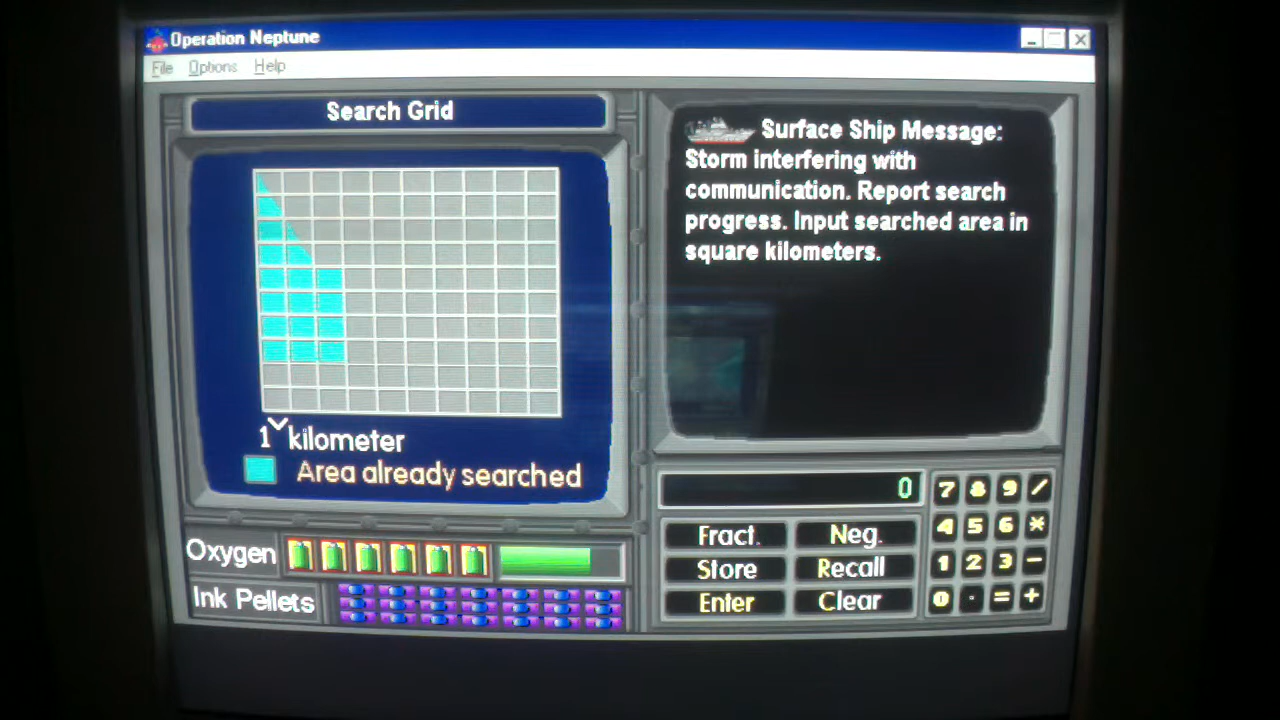 Operation Neptune
File Options Help
Search Grid
1 kilometer
Area already searched
Surface Ship Message:
Storm interfering with
communication. Report search
progress. Input searched area in
square kilometers.
0
Fract. Neg.
Store Recall
Enter Clear
7 8 9 /
4 5 6 *
1 2 3 -
0 . = +
Oxygen
Ink Pellets